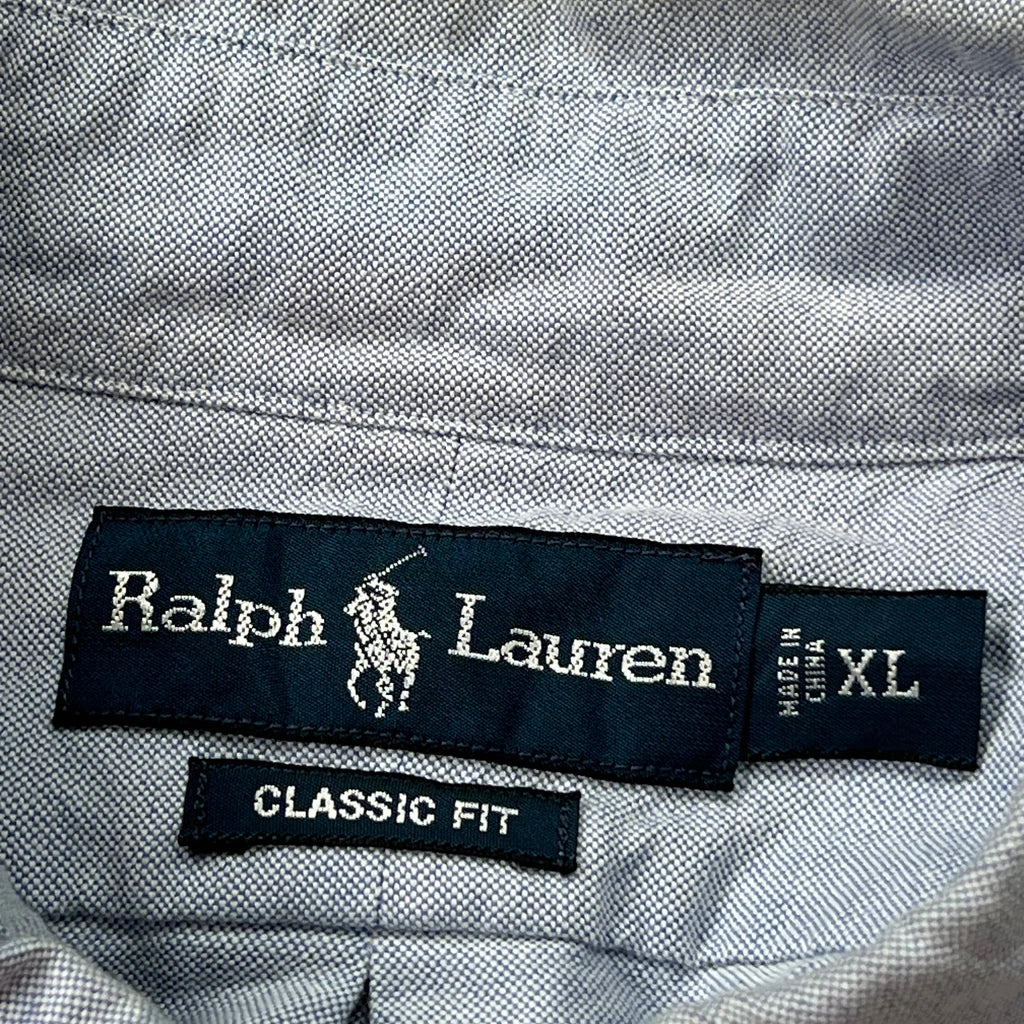 Ralph Lauren
MADE IN
CHINA
XL
CLASSIC FIT